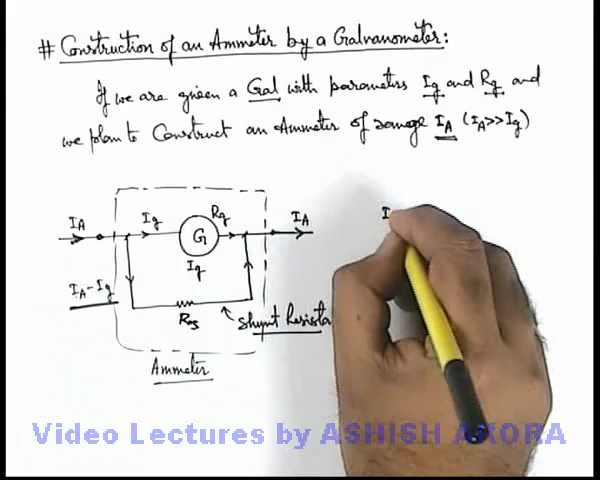 # Construction of an Ammeter by a Galvanometer:
If we are given a Gal with parameters Ig and Rg and
we plan to Construct an Ammeter of range IA (IA>>Ig)
IA Ig Rg IA I
G
Ig
IA-Ig
Rs Shunt Resista
Ammeter
Video Lectures by ASHISH ARORA